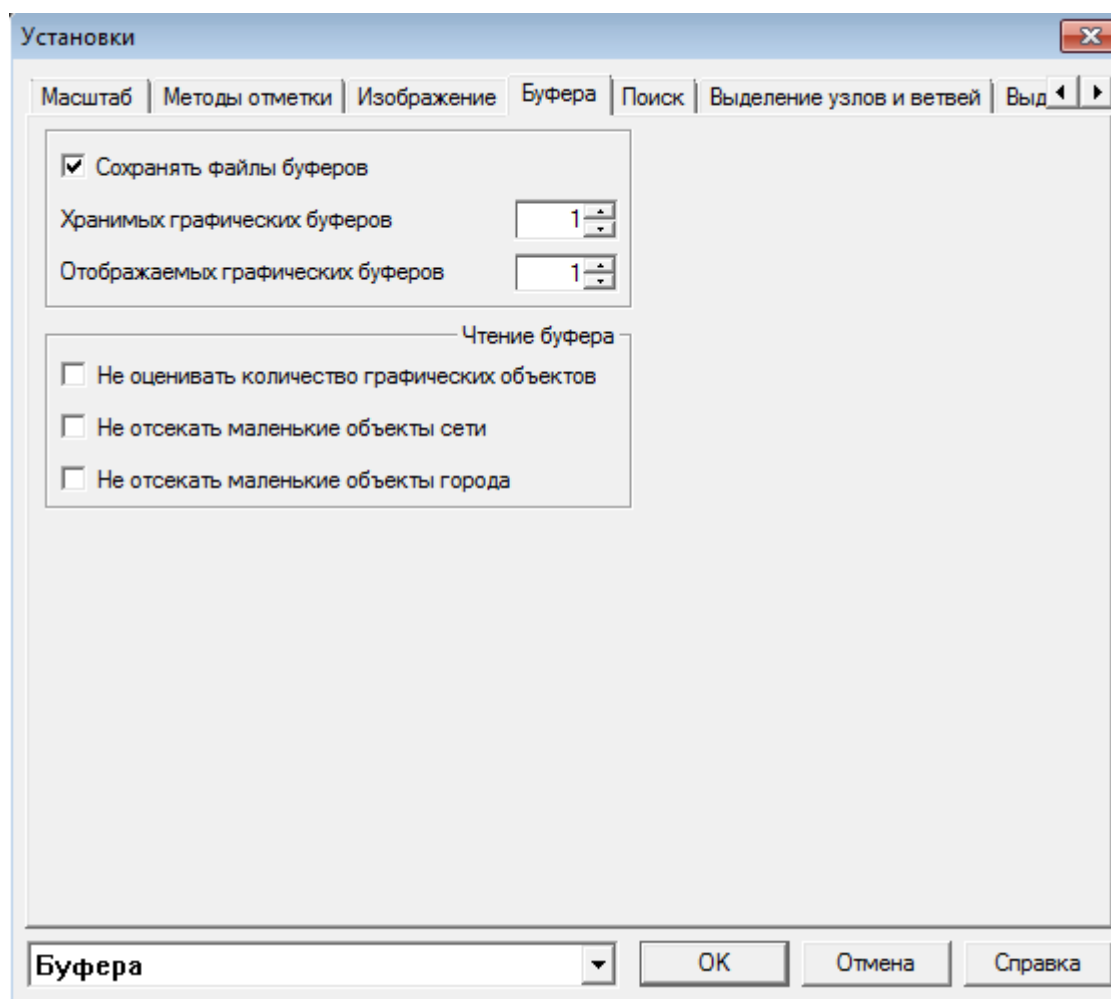 Установки
Масштаб Методы отметки Изображение Буфера Поиск Выделение узлов и ветвей Выд
Сохранять файлы буферов
Хранимых графических буферов 1
Отображаемых графических буферов 1
Чтение буфера
Не оценивать количество графических объектов
Не отсекать маленькие объекты сети
Не отсекать маленькие объекты города
Буфера OK Отмена Справка